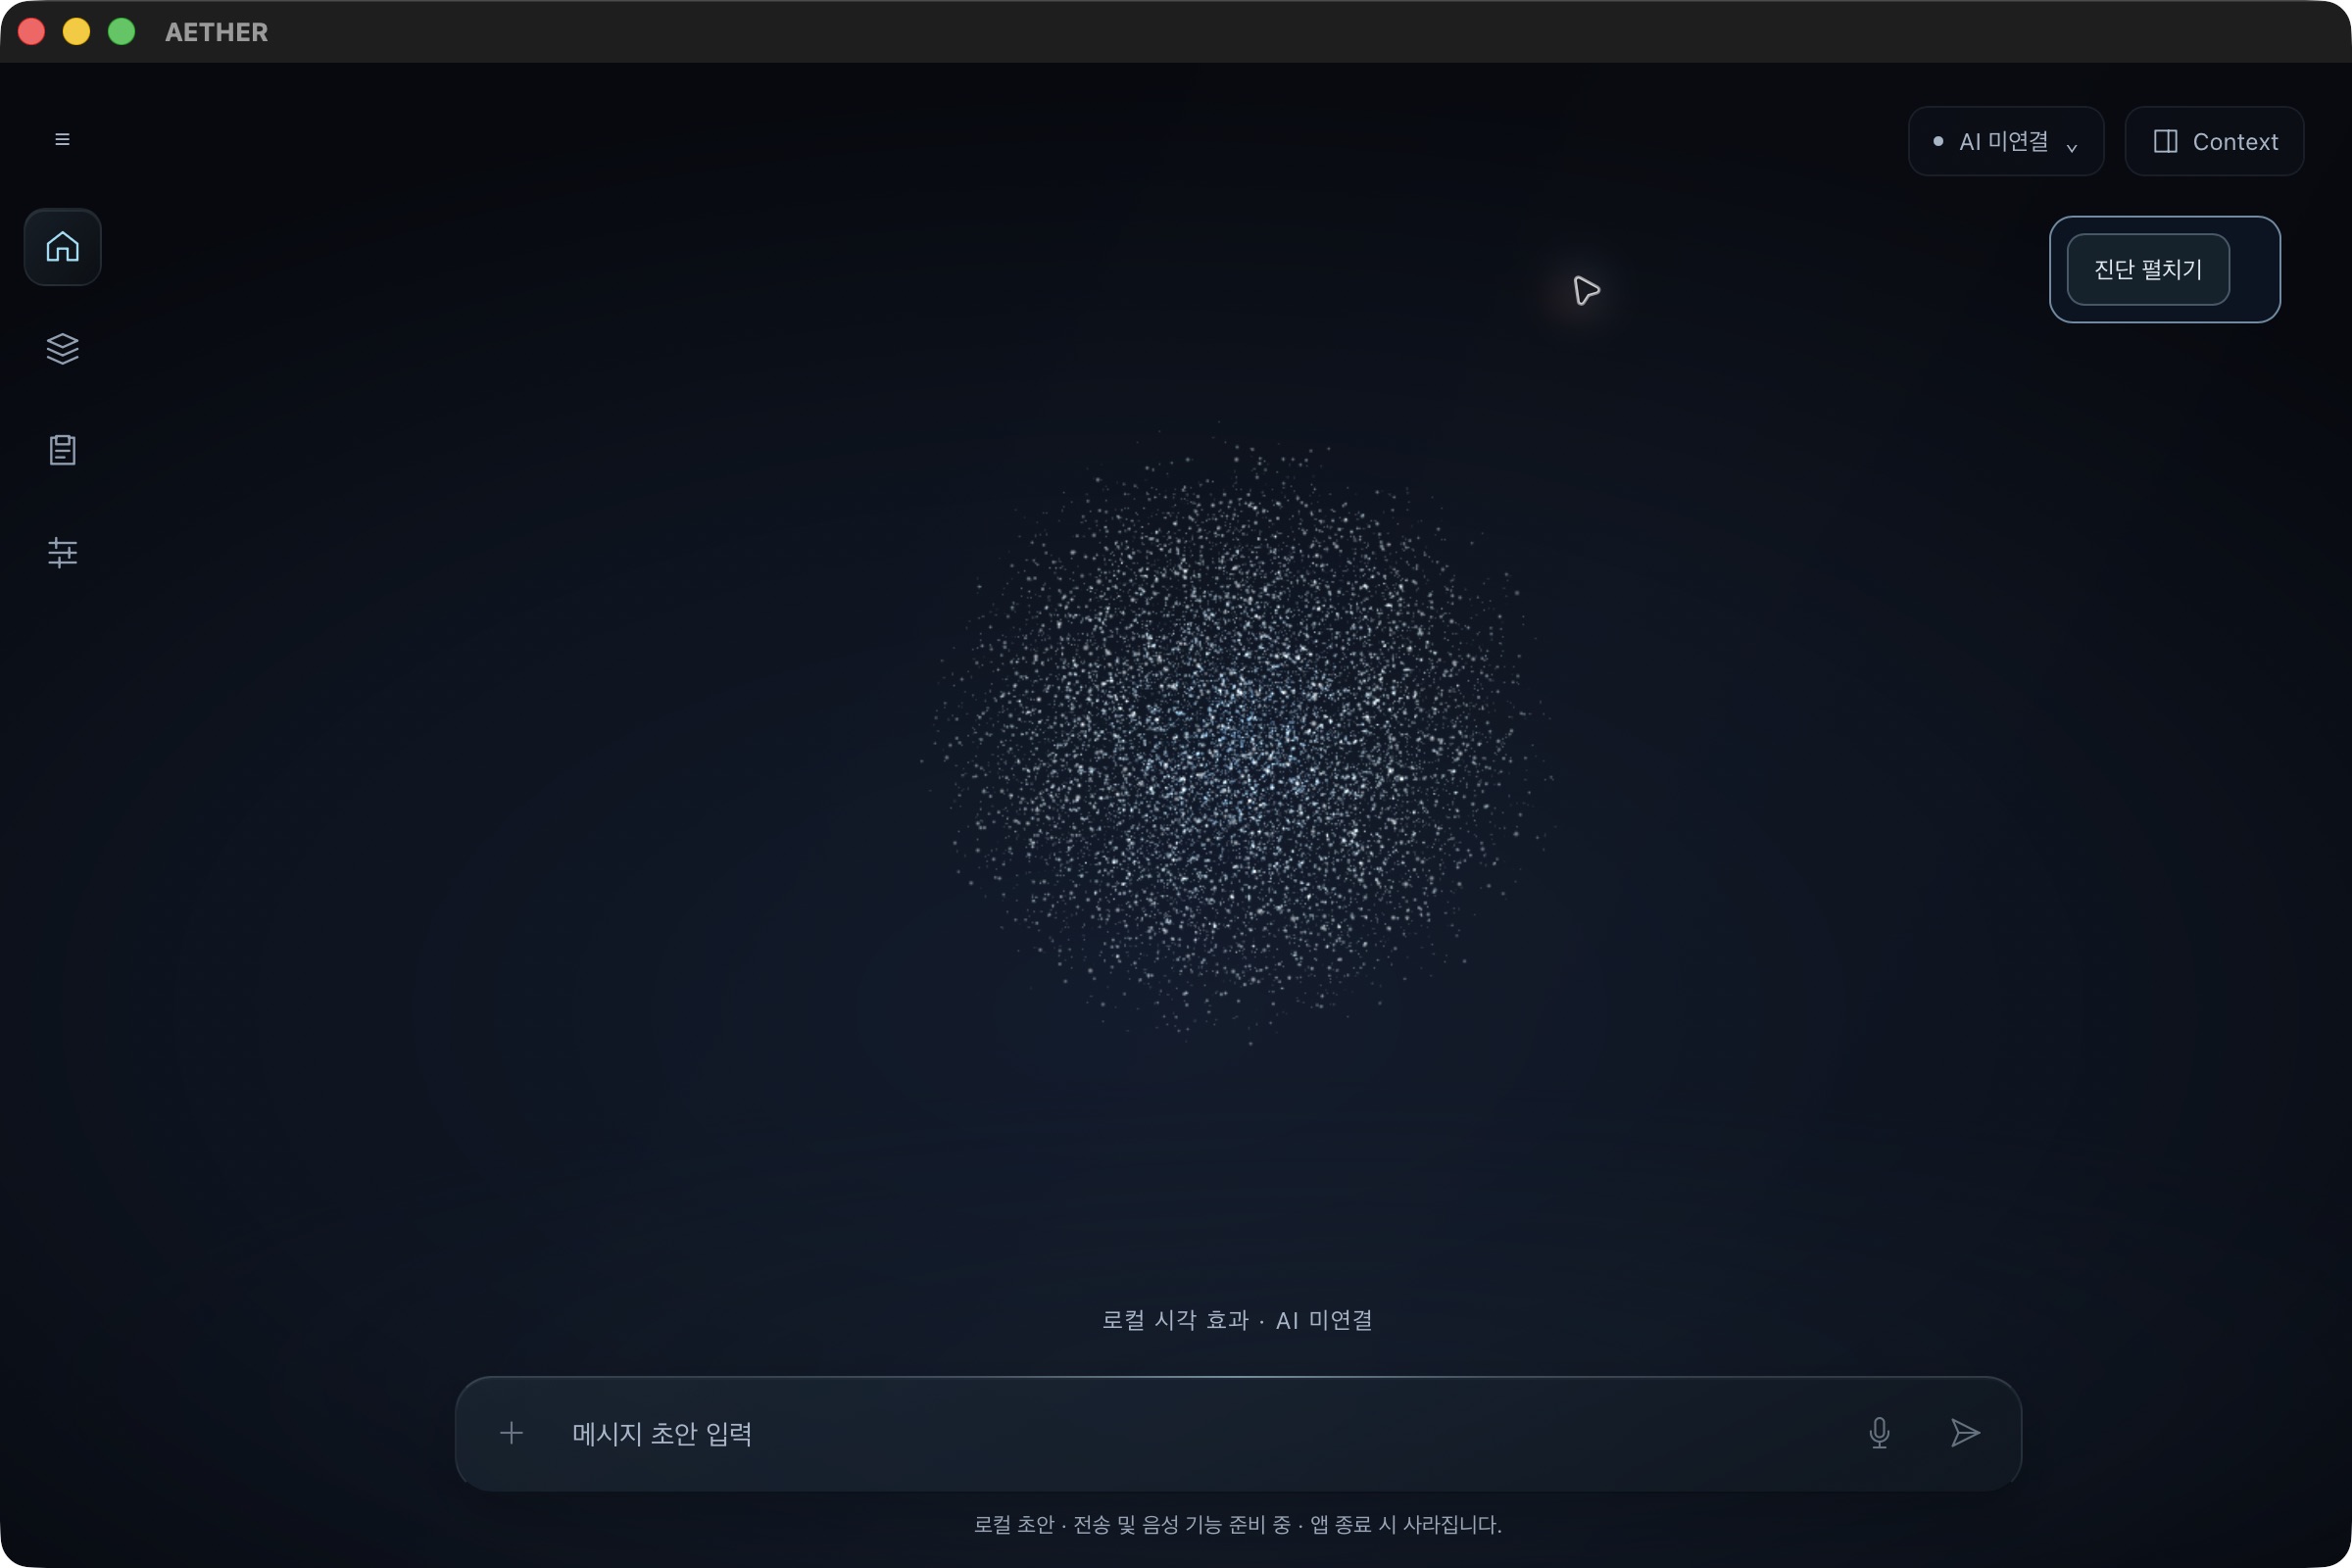 AETHER
AI 미연결
Context
진단 펼치기
로컬 시각 효과 · AI 미연결
메시지 초안 입력
로컬 초안 · 전송 및 음성 기능 준비 중 · 앱 종료 시 사라집니다.